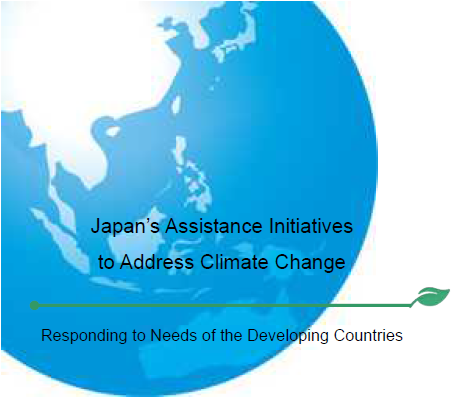 Japan's Assistance Initiatives
to Address Climate Change
Responding to Needs of the Developing Countries